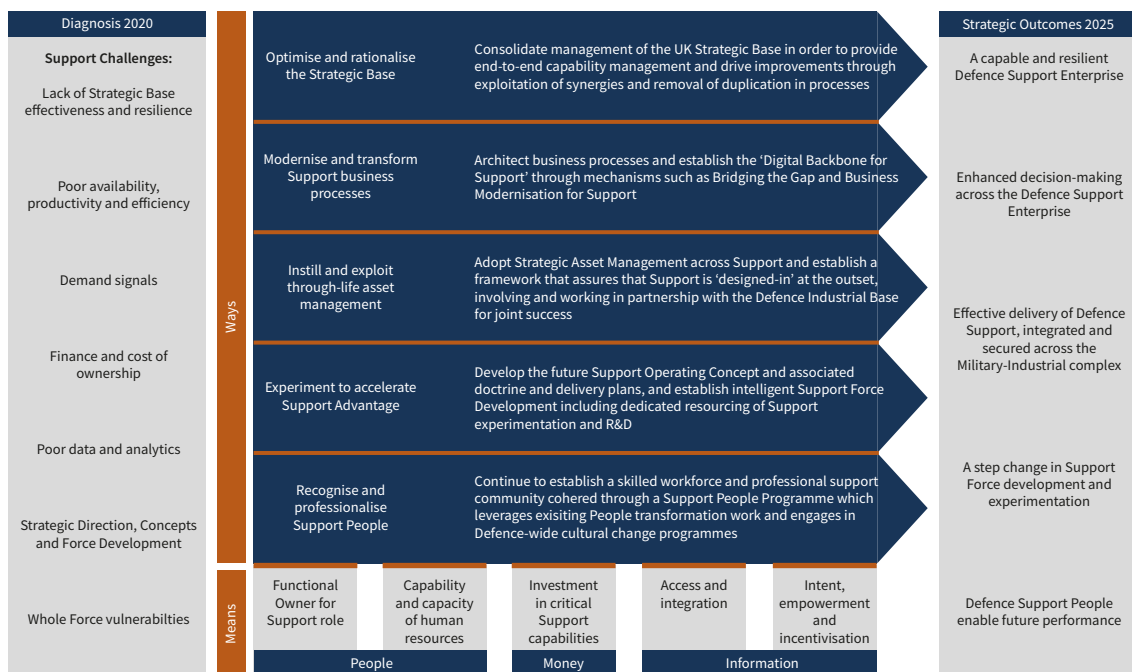 Diagnosis 2020
Support Challenges:
Lack of Strategic Base
effectiveness and resilience
Poor availability,
productivity and efficiency
Demand signals
Finance and cost of
ownership
Poor data and analytics
Strategic Direction, Concepts
and Force Development
Whole Force vulnerabilties
Ways
Optimise and rationalise
the Strategic Base
Consolidate management of the UK Strategic Base in order to provide
end-to-end capability management and drive improvements through
exploitation of synergies and removal of duplication in processes
Modernise and transform
Support business
processes
Architect business processes and establish the ‘Digital Backbone for
Support’ through mechanisms such as Bridging the Gap and Business
Modernisation for Support
Instill and exploit
through-life asset
management
Adopt Strategic Asset Management across Support and establish a
framework that assures that Support is ‘designed-in’ at the outset,
involving and working in partnership with the Defence Industrial Base
for joint success
Experiment to accelerate
Support Advantage
Develop the future Support Operating Concept and associated
doctrine and delivery plans, and establish intelligent Support Force
Development including dedicated resourcing of Support
experimentation and R&D
Recognise and
professionalise
Support People
Continue to establish a skilled workforce and professional support
community cohered through a Support People Programme which
leverages exisiting People transformation work and engages in
Defence-wide cultural change programmes
Means
Functional
Owner for
Support role
Capability
and capacity
of human
resources
Investment
in critical
Support
capabilities
Access and
integration
Intent,
empowerment
and
incentivisation
People
Money
Information
Strategic Outcomes 2025
A capable and resilient
Defence Support Enterprise
Enhanced decision-making
across the Defence Support
Enterprise
Effective delivery of Defence
Support, integrated and
secured across the
Military-Industrial complex
A step change in Support
Force development and
experimentation
Defence Support People
enable future performance